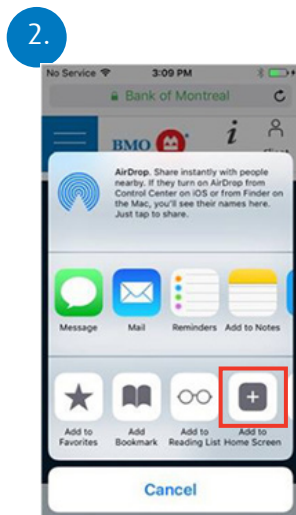 2.
No Service 3:09 PM
Bank of Montreal
BMO i
AirDrop. Share instantly with people
nearby. If they turn on AirDrop from
Control Center on iOS or from Finder on
the Mac, you'll see their names here.
Just tap to share.
Message Mail Reminders Add to Notes
Add to Favorites Add Bookmark Add to Reading List Add to Home Screen
Cancel